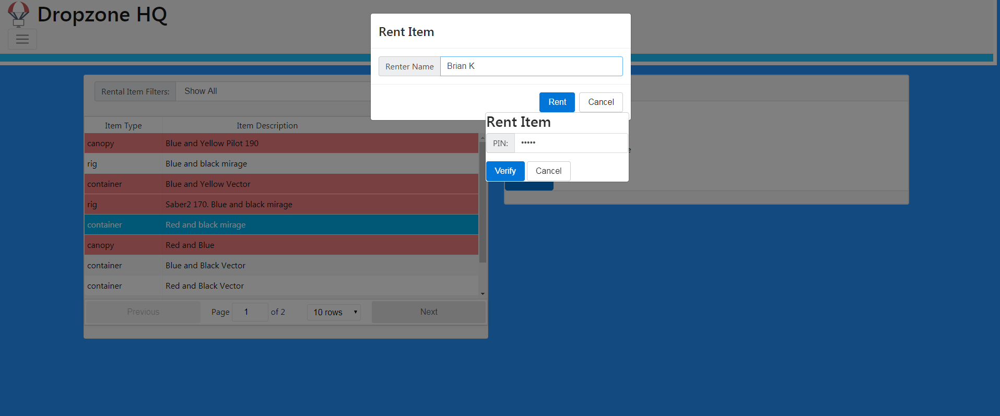 Dropzone HQ
Rent Item
Renter Name Brian K
Rent Cancel
Rental Item Filters: Show All
Rent Item
PIN: •••••
Verify Cancel
Item Type Item Description
canopy Blue and Yellow Pilot 190
rig Blue and black mirage
container Blue and Yellow Vector
rig Saber2 170. Blue and black mirage
container Red and black mirage
canopy Red and Blue
container Blue and Black Vector
container Red and Black Vector
Previous Page 1 of 2 10 rows Next